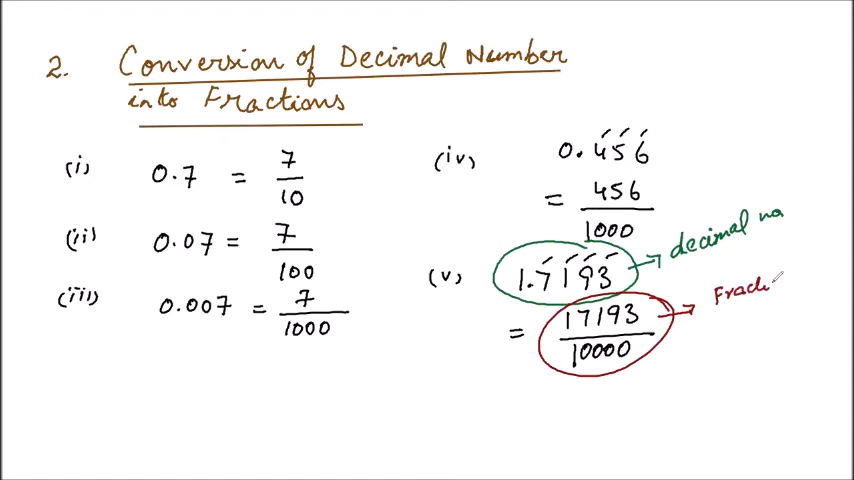 2. Conversion of Decimal Number
into Fractions
(i) 0.7 = 7/10
(ii) 0.07 = 7/100
(iii) 0.007 = 7/1000
(iv) 0.456
= 456/1000
(v) 1.7193 → decimal no
= 17193/10000 → Fracti